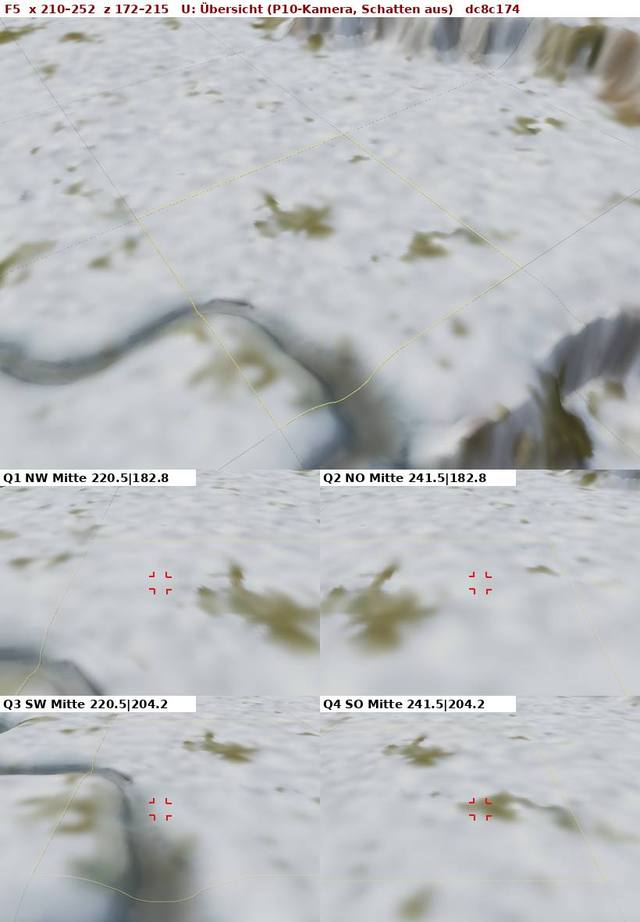 F5 x 210–252 z 172–215 U: Übersicht (P10-Kamera, Schatten aus) dc8c174
Q1 NW Mitte 220.5|182.8
Q2 NO Mitte 241.5|182.8
Q3 SW Mitte 220.5|204.2
Q4 SO Mitte 241.5|204.2